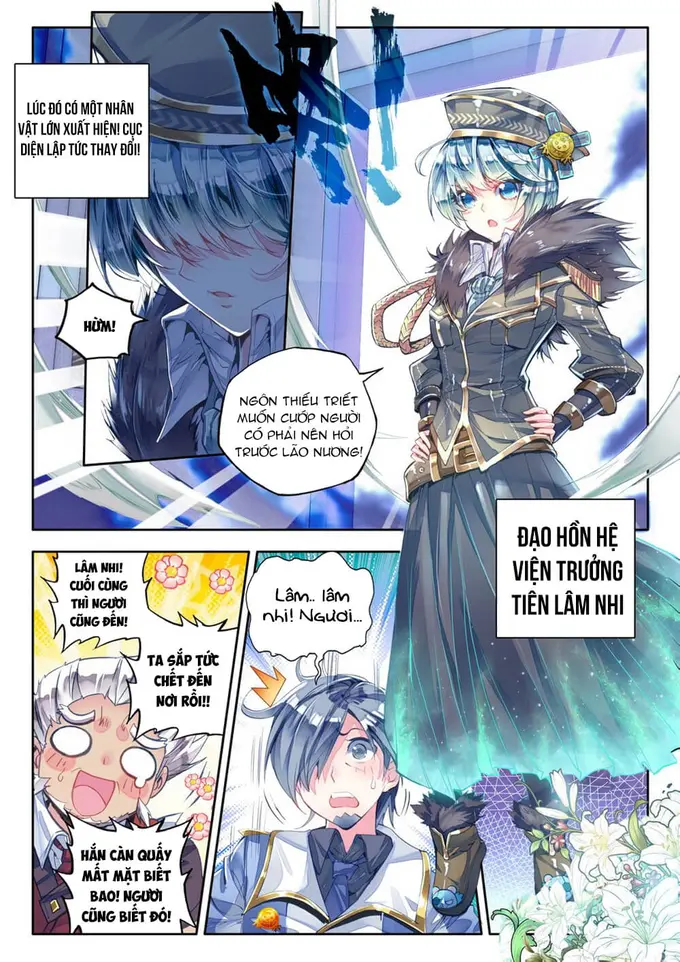 LÚC ĐÓ CÓ MỘT NHÂN
VẬT LỚN XUẤT HIỆN! CỤC
DIỆN LẬP TỨC THAY ĐỔI!
HỪM!
NGÔN THIẾU TRIẾT
MUỐN CƯỚP NGƯỜI
CÓ PHẢI NÊN HỎI
TRƯỚC LÃO NƯƠNG!
ĐẠO HỒN HỆ
VIỆN TRƯỞNG
TIÊN LÂM NHI
LÂM NHI!
CUỐI CÙNG
THÌ NGƯƠI
CŨNG ĐẾN!
TA SẮP TỨC
CHẾT ĐẾN
NƠI RỒI!!
HẮN CÀN QUẤY
MẤT MẶT BIẾT
BAO! NGƯƠI
CŨNG BIẾT ĐÓ!
Lâm.. lâm
nhi! Ngươi...